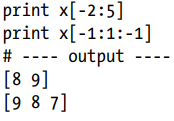 print x[-2:5]
print x[-1:1:-1]
# ---- output ----
[8 9]
[9 8 7]